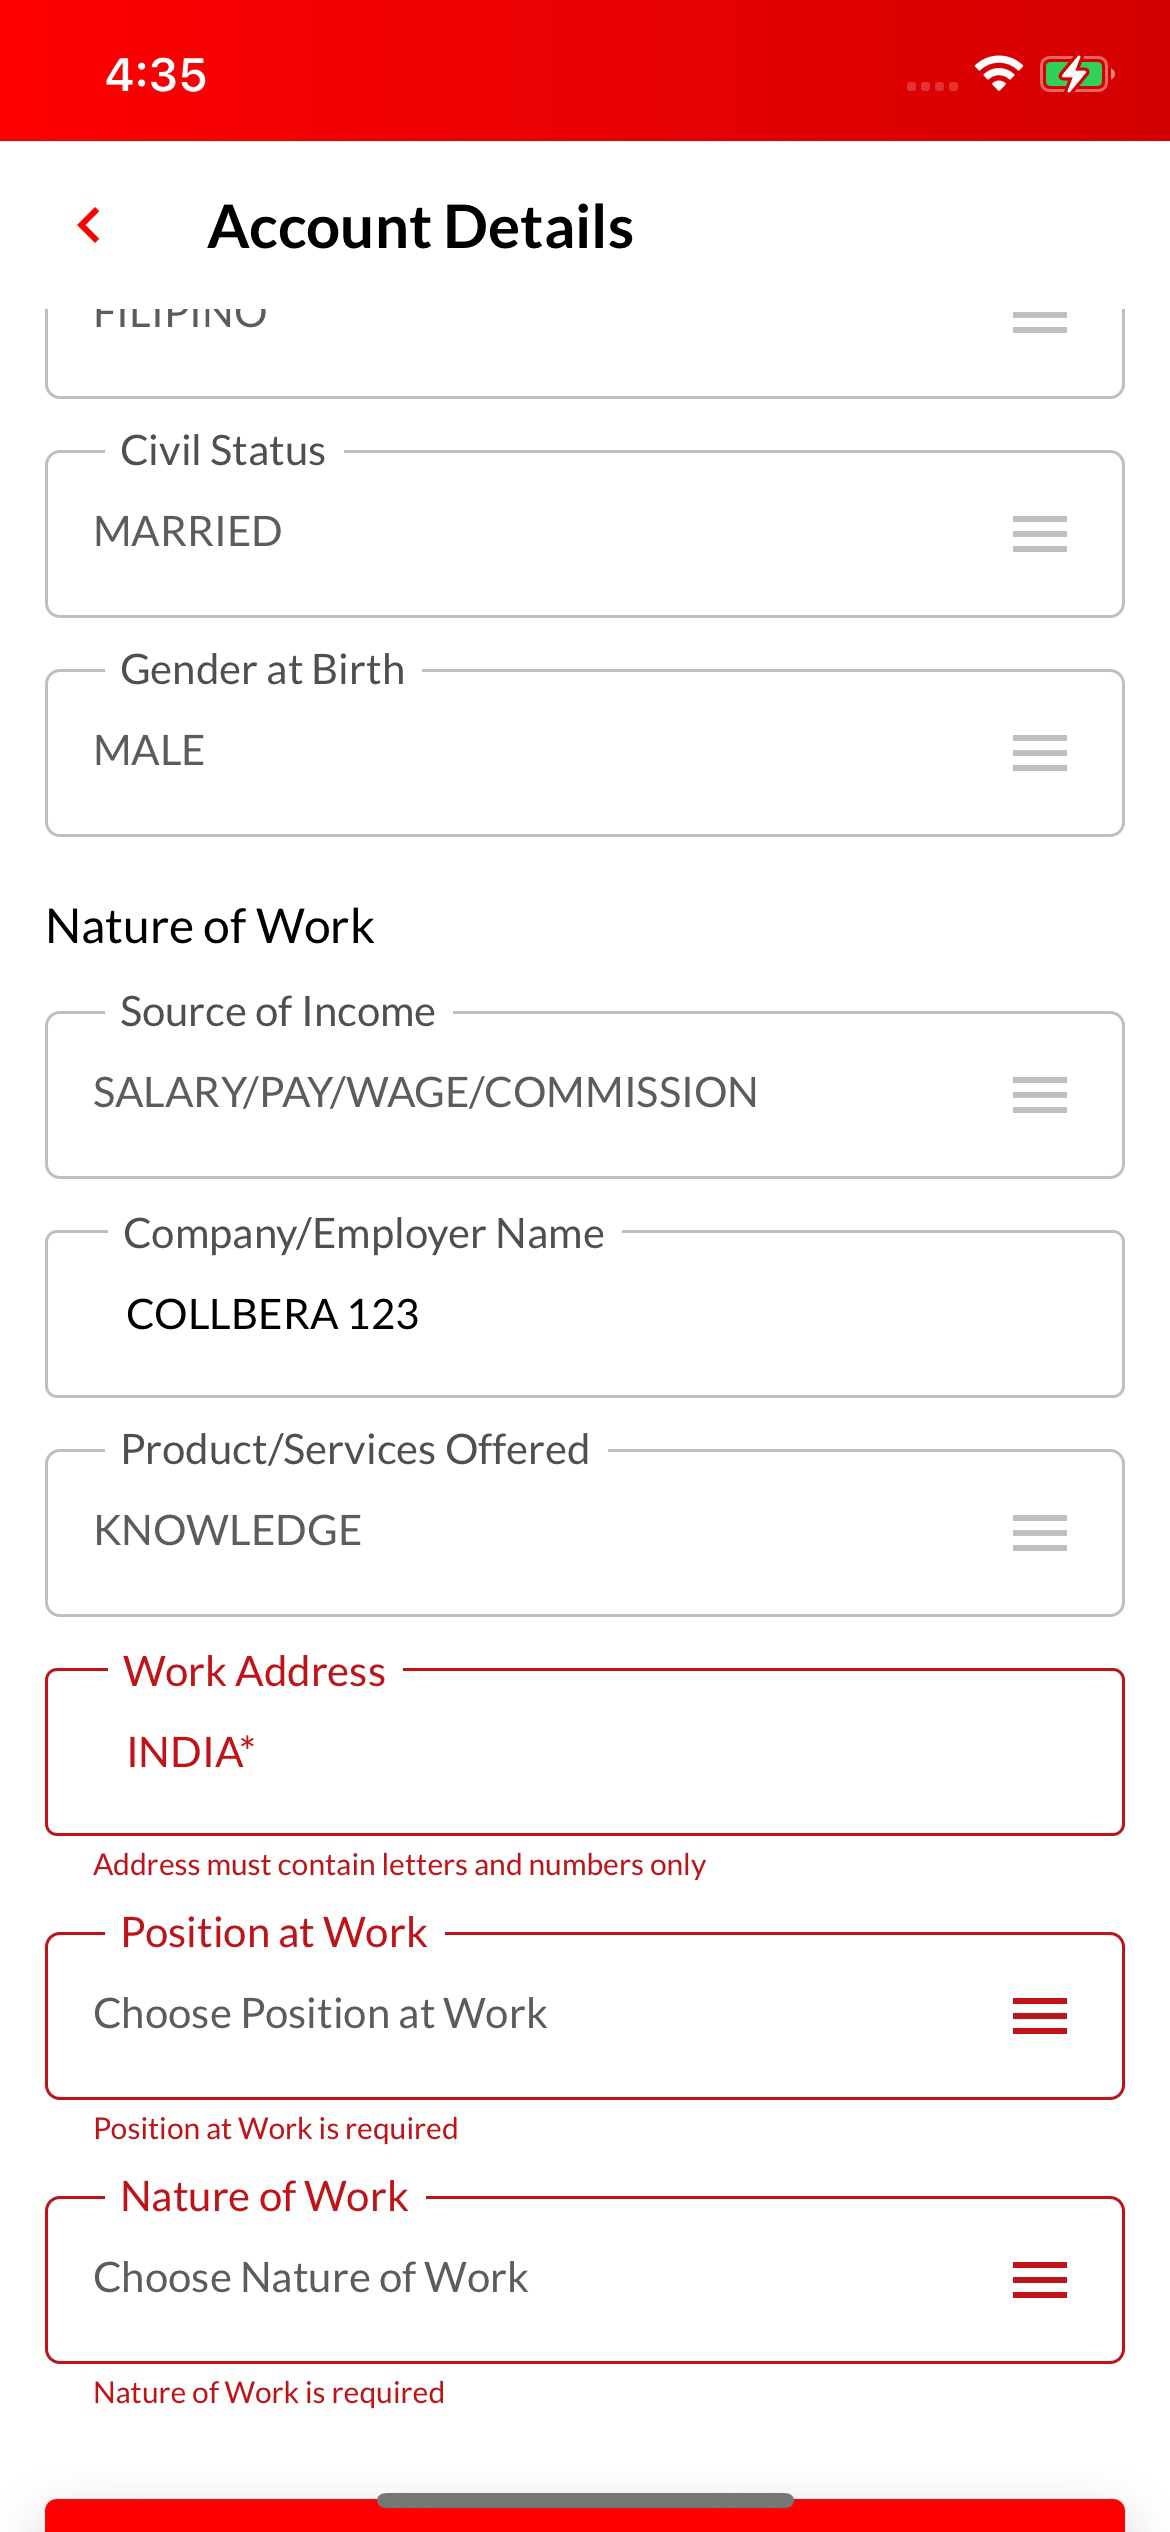 4:35
Account Details
FILIPINO
Civil Status
MARRIED
Gender at Birth
MALE
Nature of Work
Source of Income
SALARY/PAY/WAGE/COMMISSION
Company/Employer Name
COLLBERA 123
Product/Services Offered
KNOWLEDGE
Work Address
INDIA*
Address must contain letters and numbers only
Position at Work
Choose Position at Work
Position at Work is required
Nature of Work
Choose Nature of Work
Nature of Work is required